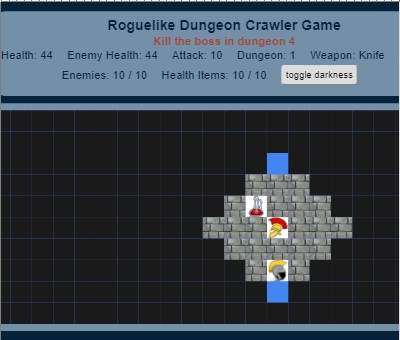 Roguelike Dungeon Crawler Game
Kill the boss in dungeon 4
Health: 44 Enemy Health: 44 Attack: 10 Dungeon: 1 Weapon: Knife
Enemies: 10 / 10 Health Items: 10 / 10 toggle darkness